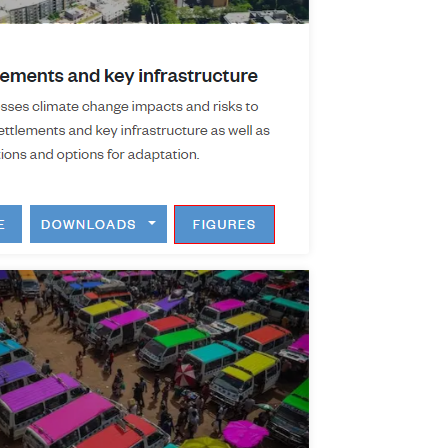 ements and key infrastructure
sses climate change impacts and risks to
ettlements and key infrastructure as well as
ions and options for adaptation.
E DOWNLOADS FIGURES